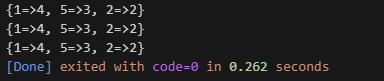 {1=>4, 5=>3, 2=>2}
{1=>4, 5=>3, 2=>2}
{1=>4, 5=>3, 2=>2}
[Done] exited with code=0 in 0.262 seconds